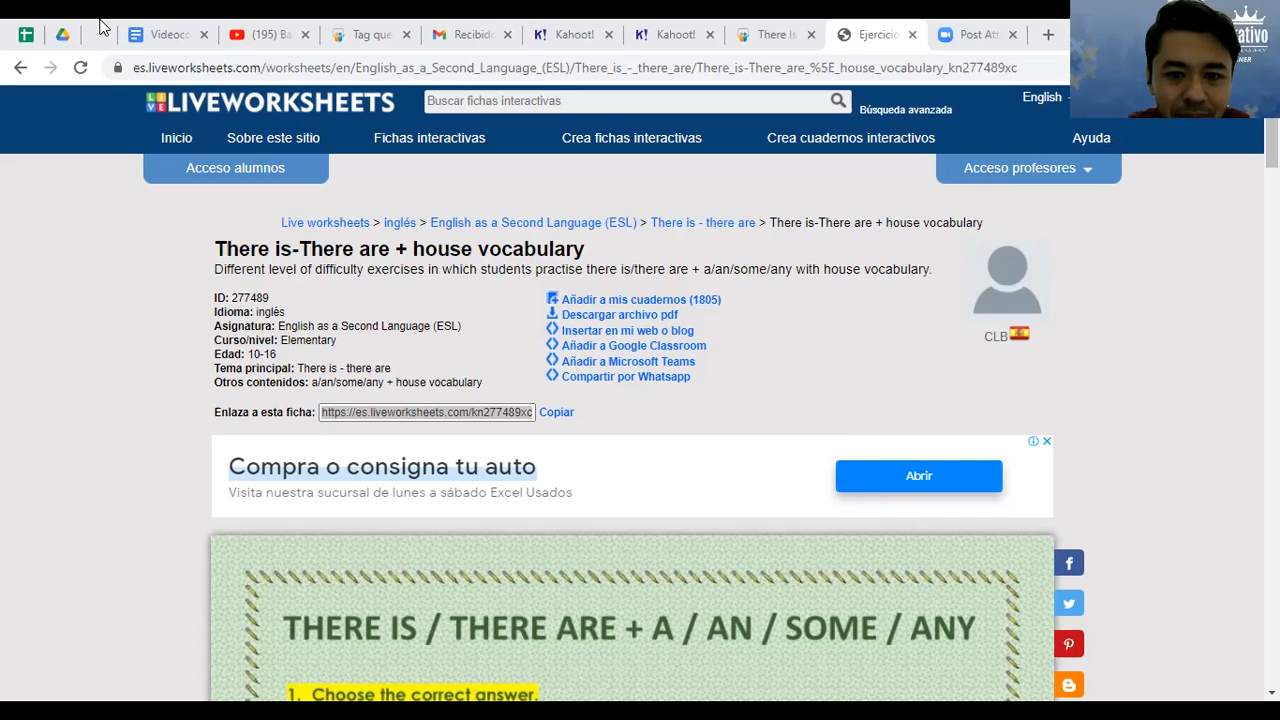 Videoco
(195) Ba
Tag que
Recibido
Kahoot!
Kahoot!
There Is
Ejercicio
Post Att
es.liveworksheets.com/worksheets/en/English_as_a_Second_Language_(ESL)/There_is_-_there_are/There_is-There_are_%5E_house_vocabulary_kn277489xc
LIVEWORKSHEETS
Buscar fichas interactivas
Búsqueda avanzada
English
Inicio
Sobre este sitio
Fichas interactivas
Crea fichas interactivas
Crea cuadernos interactivos
Ayuda
Acceso alumnos
Acceso profesores
Live worksheets > inglés > English as a Second Language (ESL) > There is - there are > There is-There are + house vocabulary
There is-There are + house vocabulary
Different level of difficulty exercises in which students practise there is/there are + a/an/some/any with house vocabulary.
ID: 277489
Idioma: inglés
Asignatura: English as a Second Language (ESL)
Curso/nivel: Elementary
Edad: 10-16
Tema principal: There is - there are
Otros contenidos: a/an/some/any + house vocabulary
Añadir a mis cuadernos (1805)
Descargar archivo pdf
Insertar en mi web o blog
Añadir a Google Classroom
Añadir a Microsoft Teams
Compartir por Whatsapp
CLB
Enlaza a esta ficha: https://es.liveworksheets.com/kn277489xc Copiar
Compra o consigna tu auto
Visita nuestra sucursal de lunes a sábado Excel Usados
Abrir
THERE IS / THERE ARE + A / AN / SOME / ANY
1. Choose the correct answer.